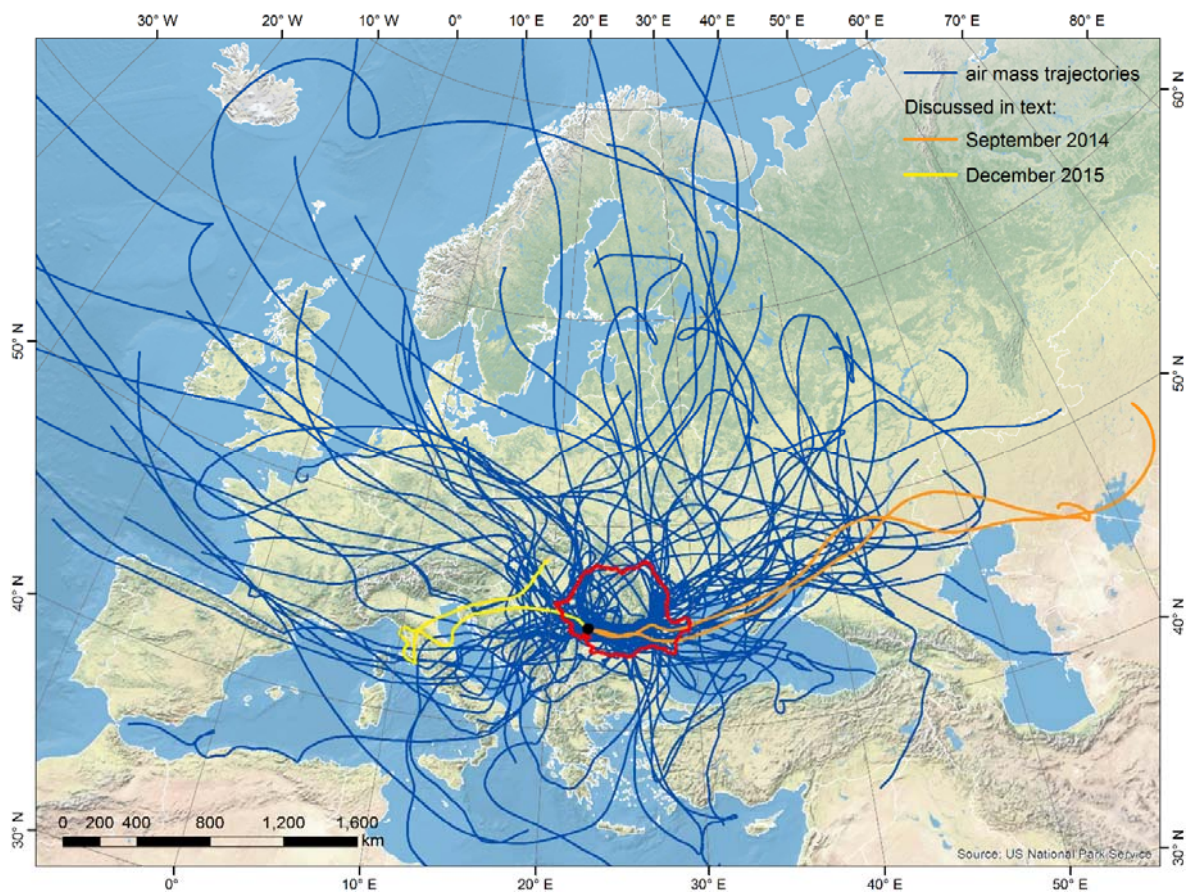 30° W 20° W 10° W 0° 10° E 20° E 30° E 40° E 50° E 60° E 70° E 80° E
air mass trajectories
Discussed in text:
September 2014
December 2015
60° N
50° N
50° N
40° N
40° N
30° N
30° N
0 200 400 800 1,200 1,600
km
Source: US National Park Service
0° 10° E 20° E 30° E 40° E 50° E